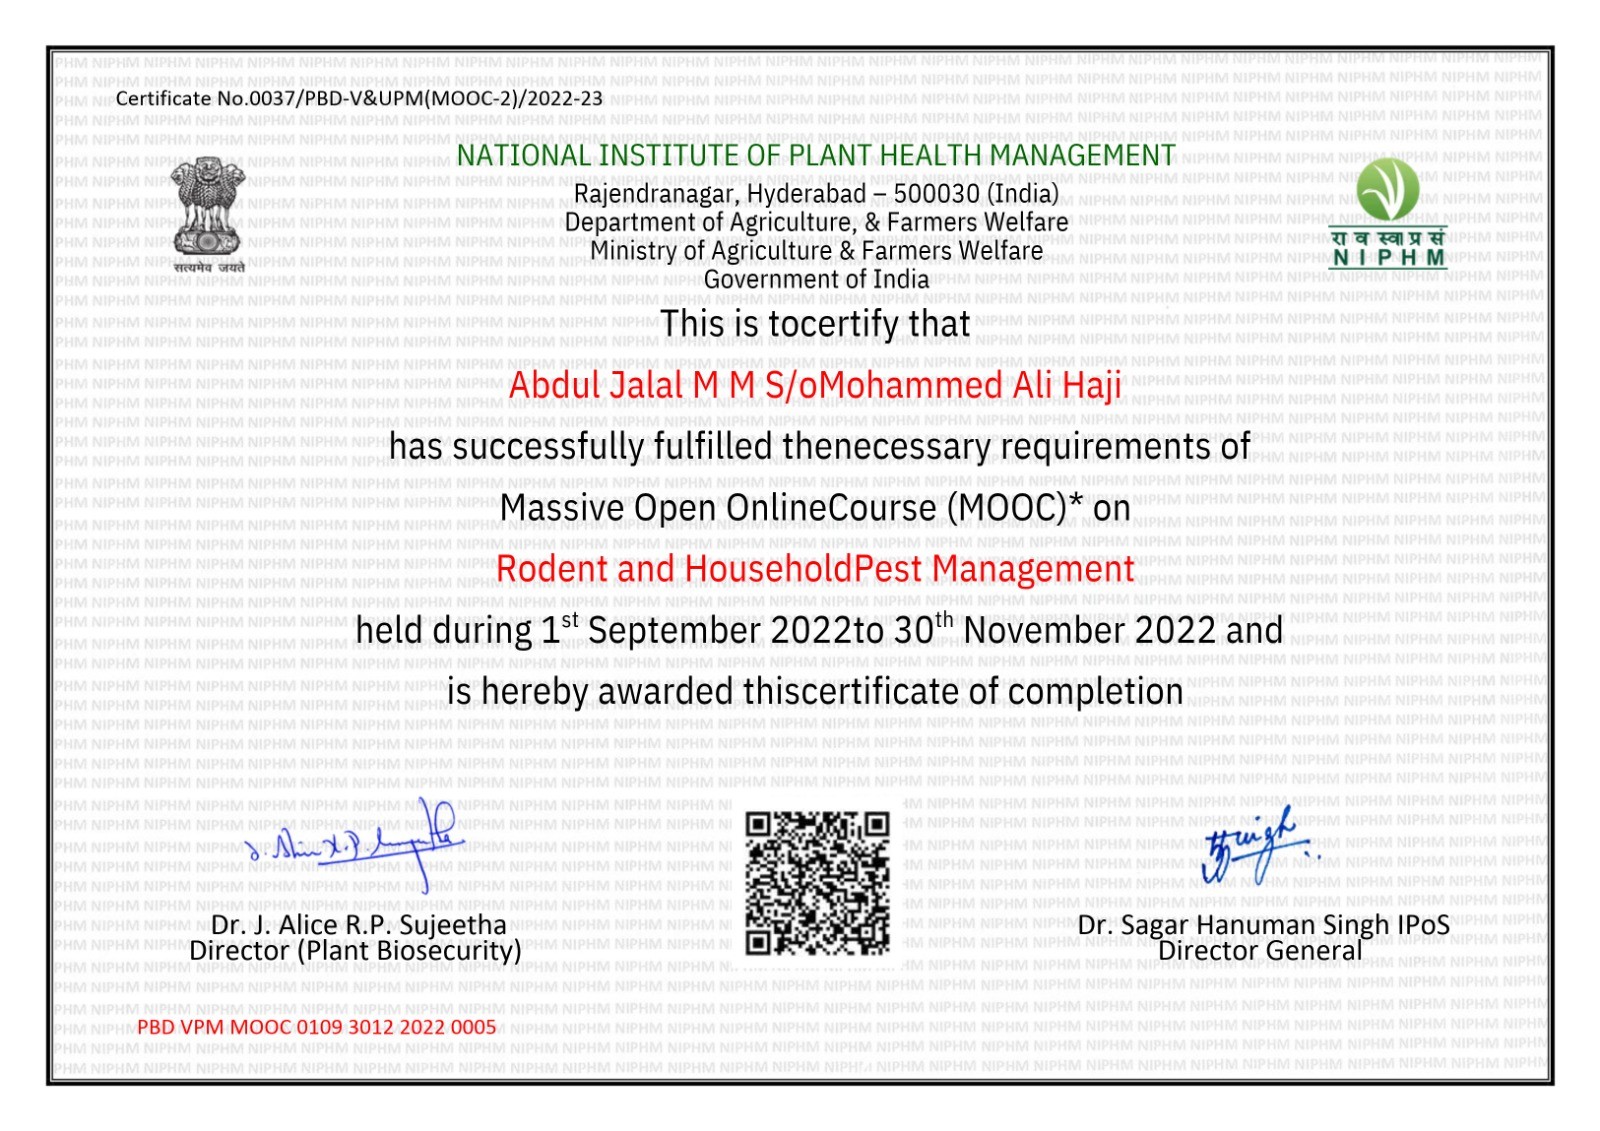 Certificate No.0037/PBD-V&UPM(MOOC-2)/2022-23
NATIONAL INSTITUTE OF PLANT HEALTH MANAGEMENT
Rajendranagar, Hyderabad – 500030 (India)
Department of Agriculture, & Farmers Welfare
Ministry of Agriculture & Farmers Welfare
Government of India
सत्यमेव जयते
रा व स्वा प्र सं
NIPHM
This is tocertify that
Abdul Jalal M M S/oMohammed Ali Haji
has successfully fulfilled thenecessary requirements of
Massive Open OnlineCourse (MOOC)* on
Rodent and HouseholdPest Management
held during 1st September 2022to 30th November 2022 and
is hereby awarded thiscertificate of completion
Dr. J. Alice R.P. Sujeetha
Director (Plant Biosecurity)
Dr. Sagar Hanuman Singh IPoS
Director General
PBD VPM MOOC 0109 3012 2022 0005